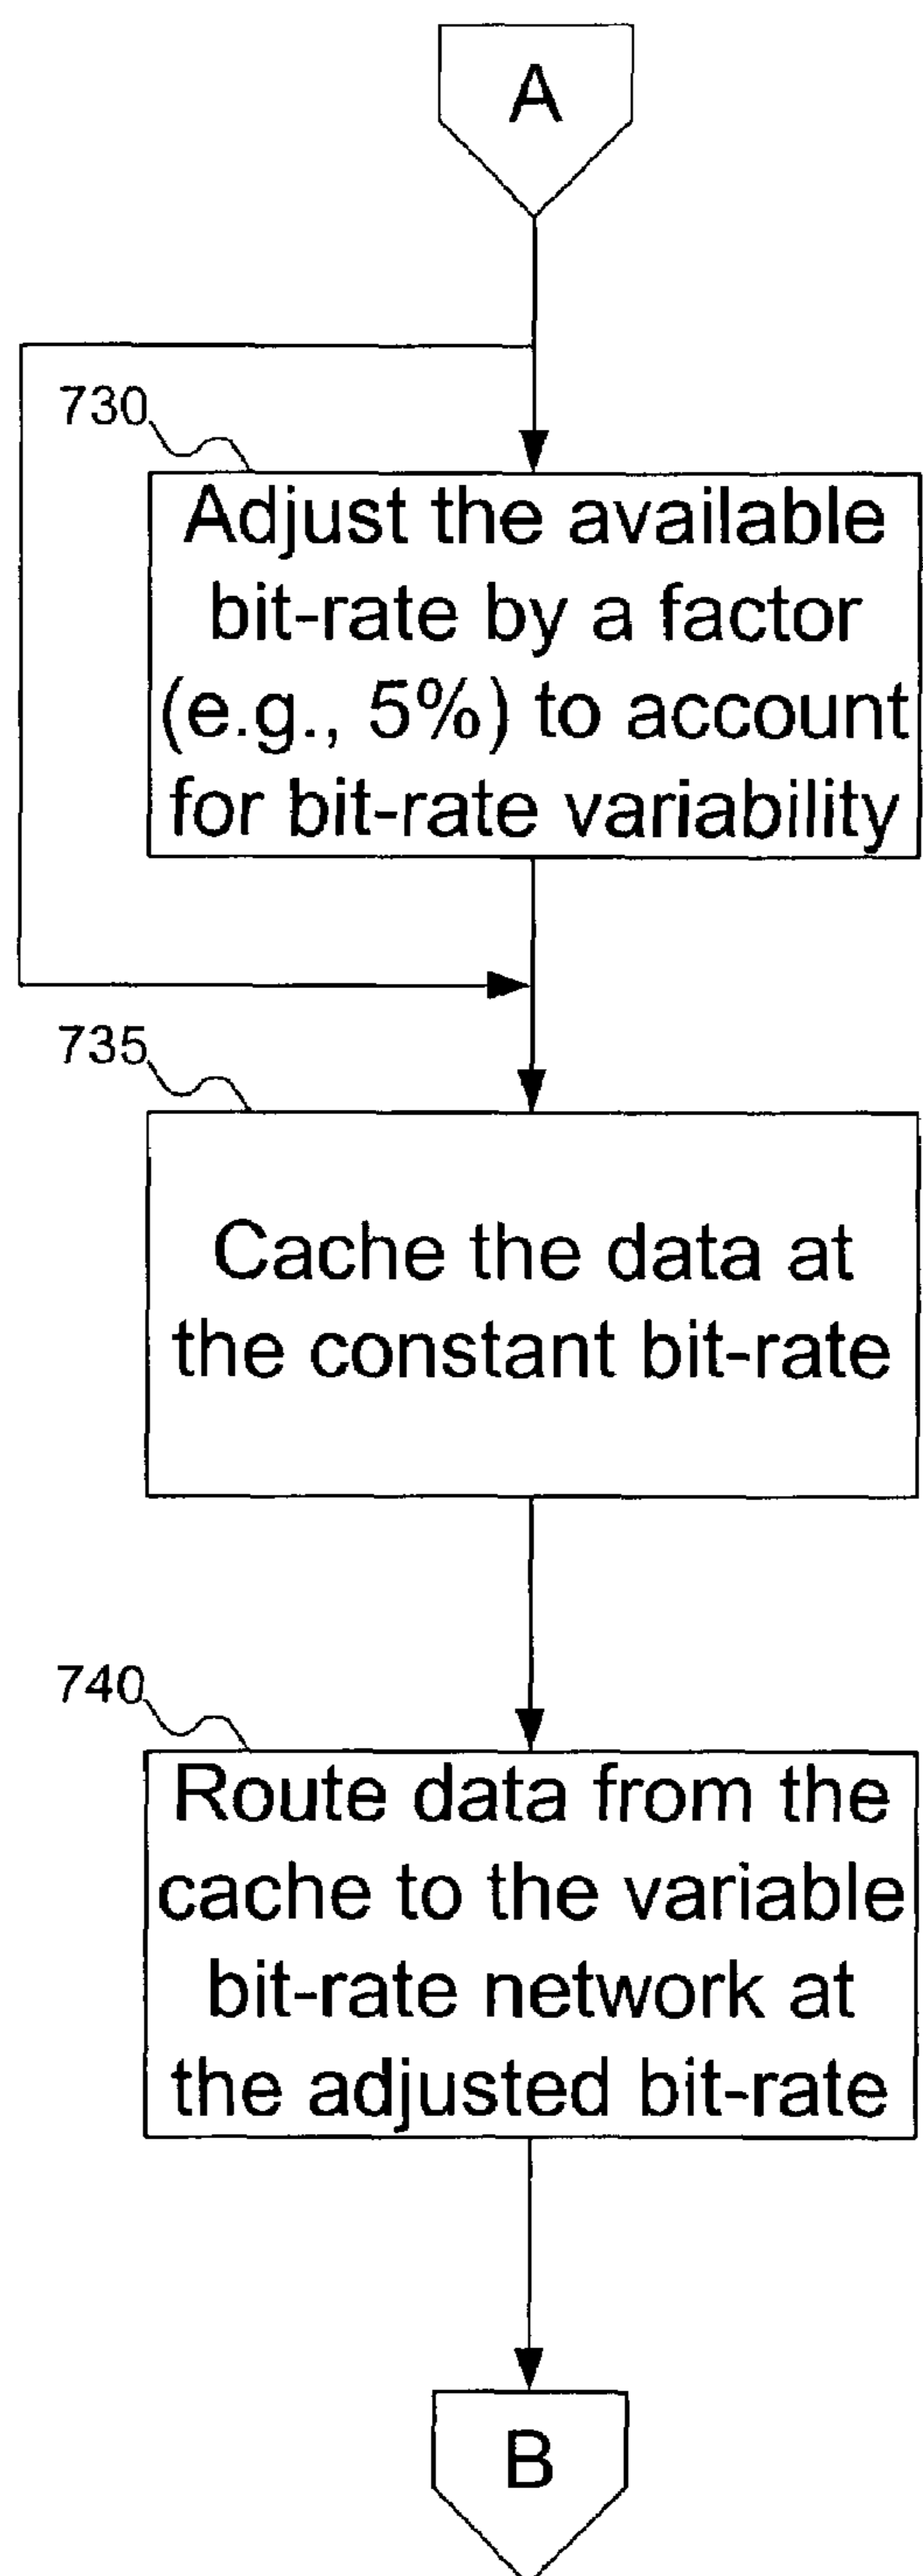 A
730
Adjust the available
bit-rate by a factor
(e.g., 5%) to account
for bit-rate variability
735
Cache the data at
the constant bit-rate
740
Route data from the
cache to the variable
bit-rate network at
the adjusted bit-rate
B